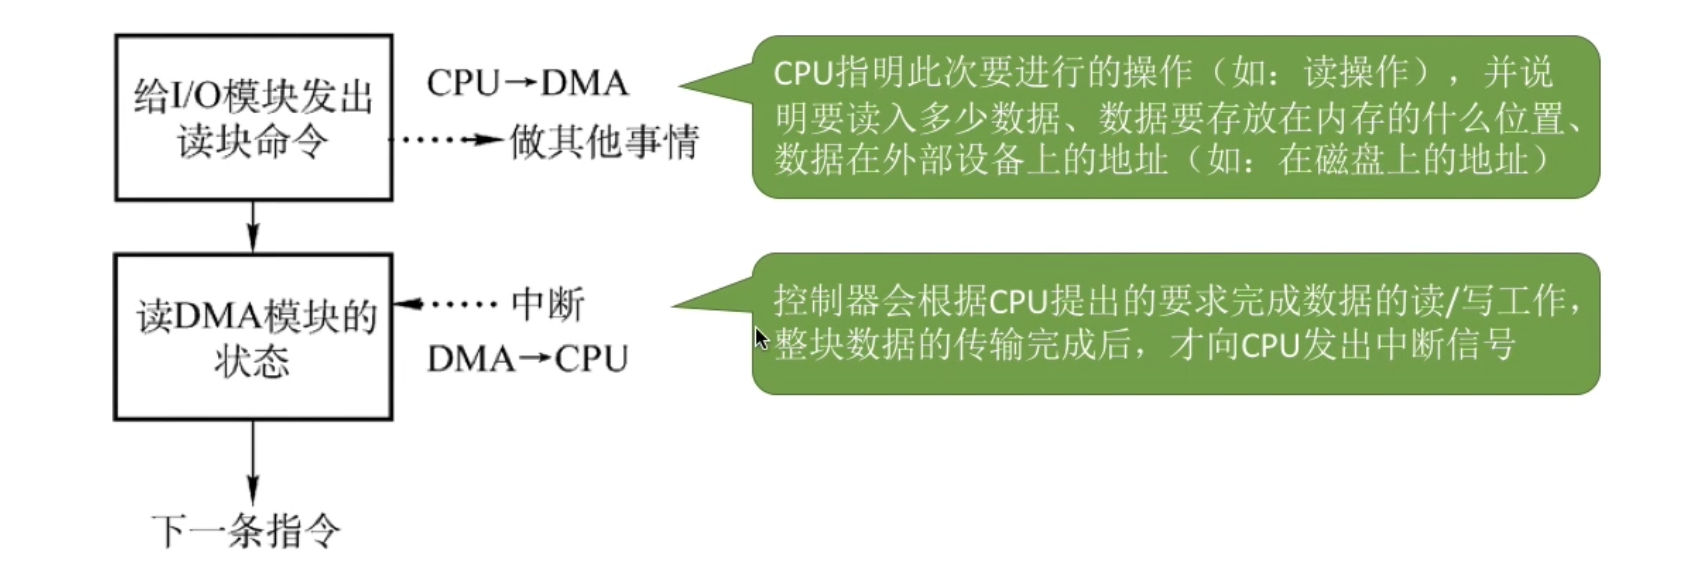 给I/O模块发出
读块命令
CPU→DMA
做其他事情
CPU指明此次要进行的操作（如：读操作），并说
明要读入多少数据、数据要存放在内存的什么位置、
数据在外部设备上的地址（如：在磁盘上的地址）
读DMA模块的
状态
中断
DMA→CPU
控制器会根据CPU提出的要求完成数据的读/写工作，
整块数据的传输完成后，才向CPU发出中断信号
下一条指令